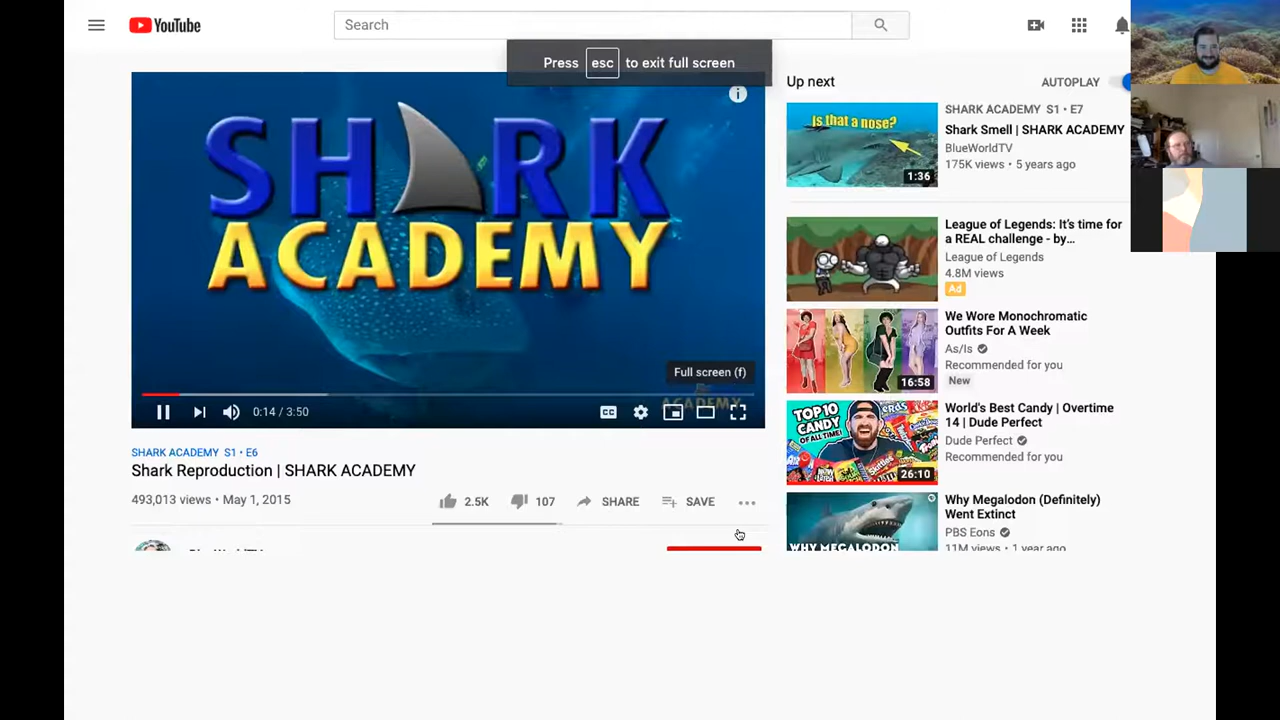 YouTube
Search
Press esc to exit full screen
SHARK
ACADEMY
Full screen (f)
ACADEMY
CC
0:14 / 3:50
SHARK ACADEMY S1 • E6
Shark Reproduction | SHARK ACADEMY
493,013 views • May 1, 2015
2.5K
107
SHARE
SAVE
Up next
AUTOPLAY
Is that a nose?
1:36
SHARK ACADEMY S1 • E7
Shark Smell | SHARK ACADEMY
BlueWorldTV
175K views • 5 years ago
League of Legends: It's time for
a REAL challenge - by...
League of Legends
4.8M views
Ad
16:58
We Wore Monochromatic
Outfits For A Week
As/Is
Recommended for you
New
TOP 10
CANDY
OF ALL TIME!
26:10
World's Best Candy | Overtime
14 | Dude Perfect
Dude Perfect
Recommended for you
WHY MEGALODON
Why Megalodon (Definitely)
Went Extinct
PBS Eons
11M views • 1 year ago